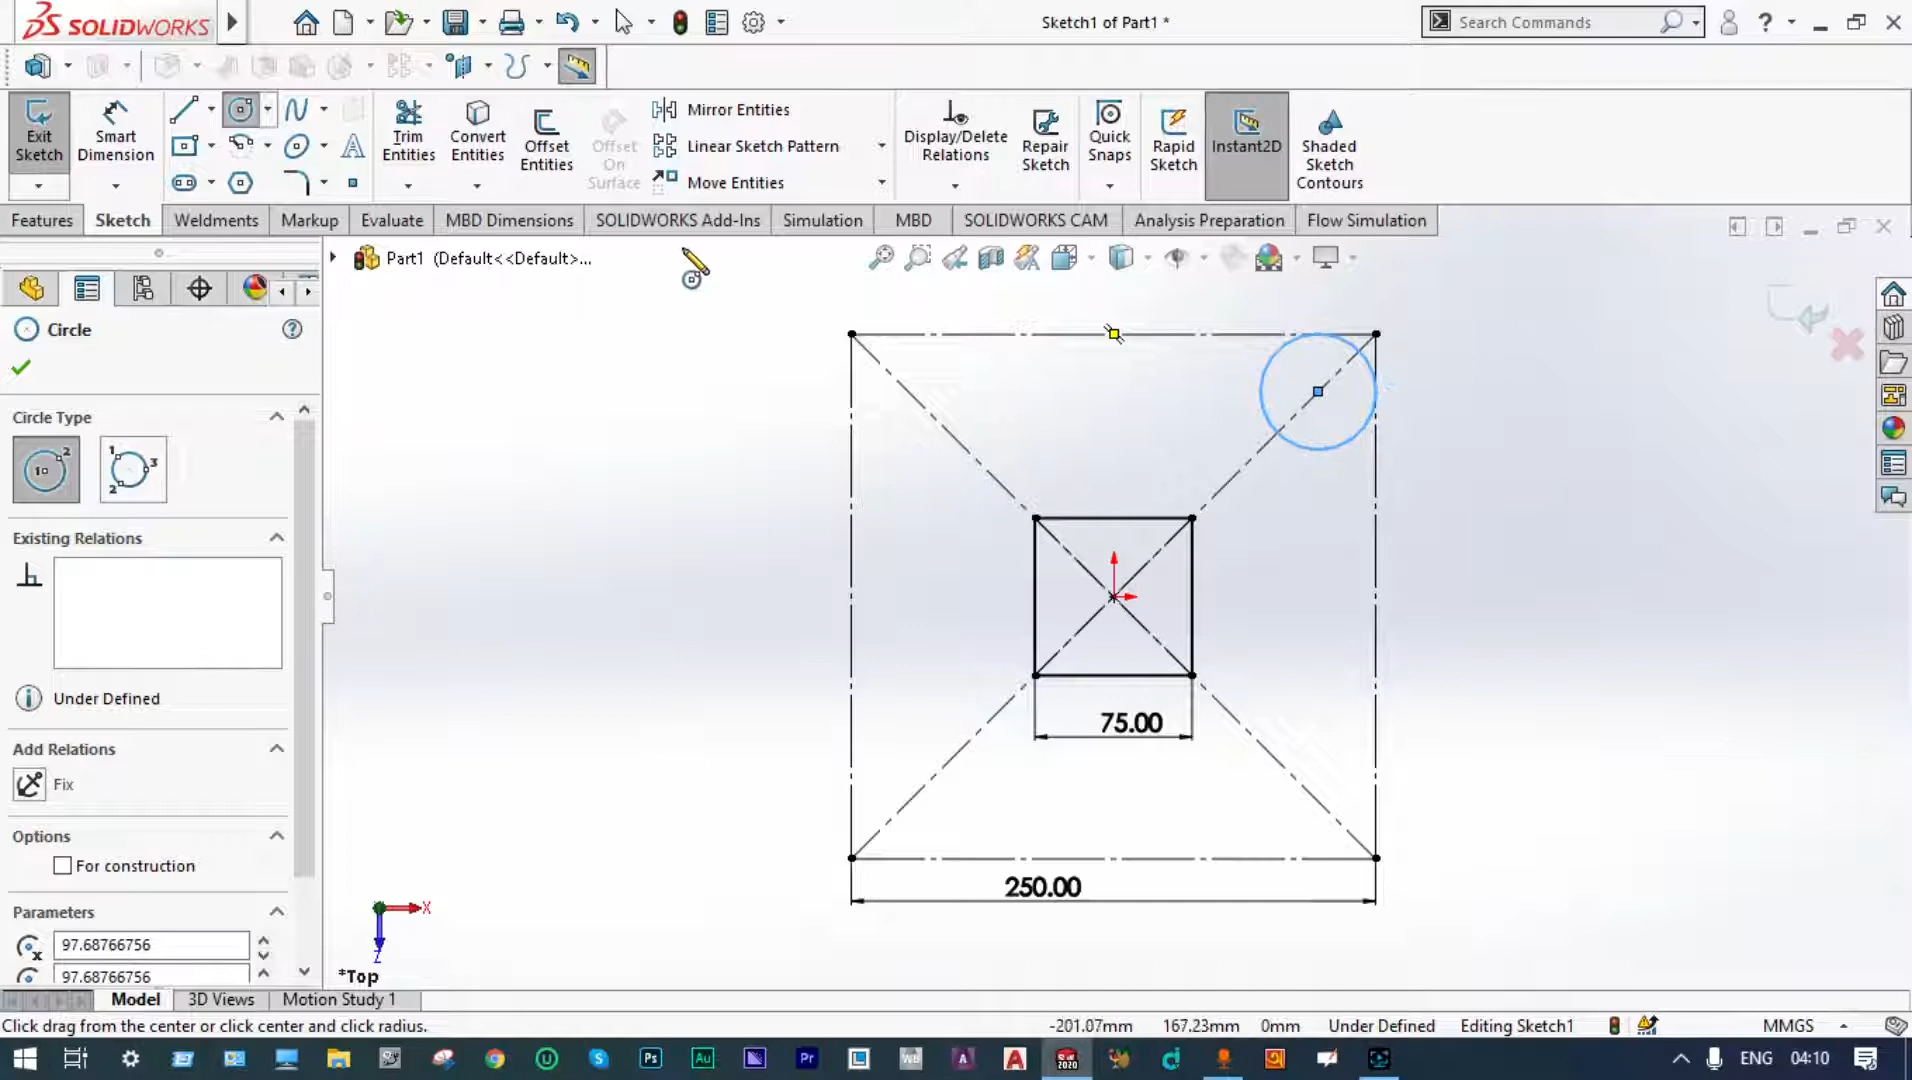 SOLIDWORKS
Sketch1 of Part1 *
Search Commands
Exit Sketch
Smart Dimension
Trim Entities
Convert Entities
Offset Entities
Offset On Surface
Mirror Entities
Linear Sketch Pattern
Move Entities
Display/Delete Relations
Repair Sketch
Quick Snaps
Rapid Sketch
Instant2D
Shaded Sketch Contours
Features
Sketch
Weldments
Markup
Evaluate
MBD Dimensions
SOLIDWORKS Add-Ins
Simulation
MBD
SOLIDWORKS CAM
Analysis Preparation
Flow Simulation
Part1 (Default<<Default>...
Circle
Circle Type
Existing Relations
Under Defined
Add Relations
Fix
Options
For construction
Parameters
97.68766756
97.68766756
75.00
250.00
X
Z
*Top
Model
3D Views
Motion Study 1
Click drag from the center or click center and click radius.
-201.07mm
167.23mm
0mm
Under Defined
Editing Sketch1
MMGS
Ps
Au
Pr
2020
ENG
04:10